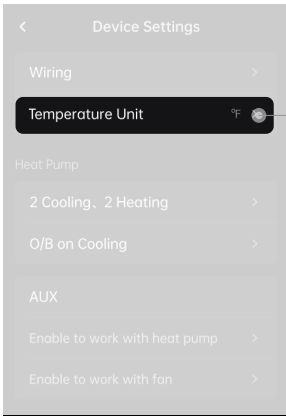 Device Settings
Wiring
Temperature Unit °F
Heat Pump
2 Cooling、2 Heating
O/B on Cooling
AUX
Enable to work with heat pump
Enable to work with fan